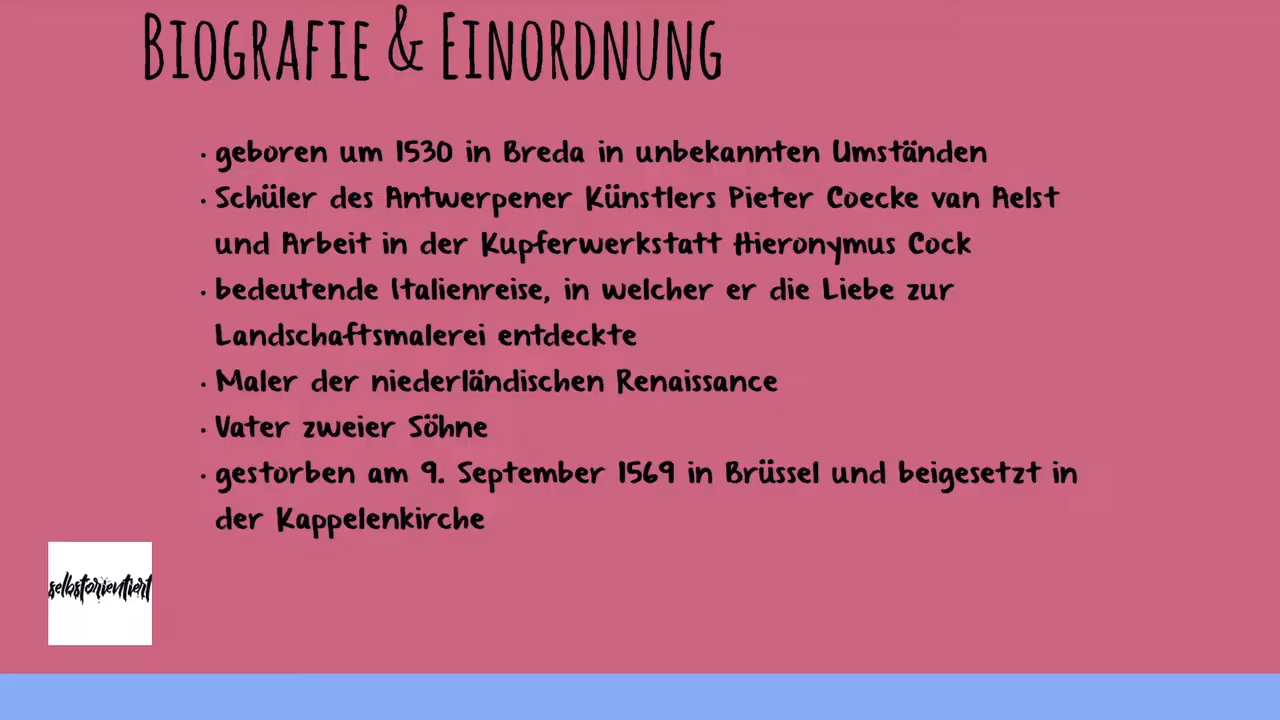 Biografie & Einordnung
• geboren um 1530 in Breda in unbekannten Umständen
• Schüler des Antwerpener Künstlers Pieter Coecke van Aelst
und Arbeit in der Kupferwerkstatt Hieronymus Cock
• bedeutende Italienreise, in welcher er die Liebe zur
Landschaftsmalerei entdeckte
• Maler der niederländischen Renaissance
• Vater zweier Söhne
• gestorben am 9. September 1569 in Brüssel und beigesetzt in
der Kappelenkirche
selbstorientiert